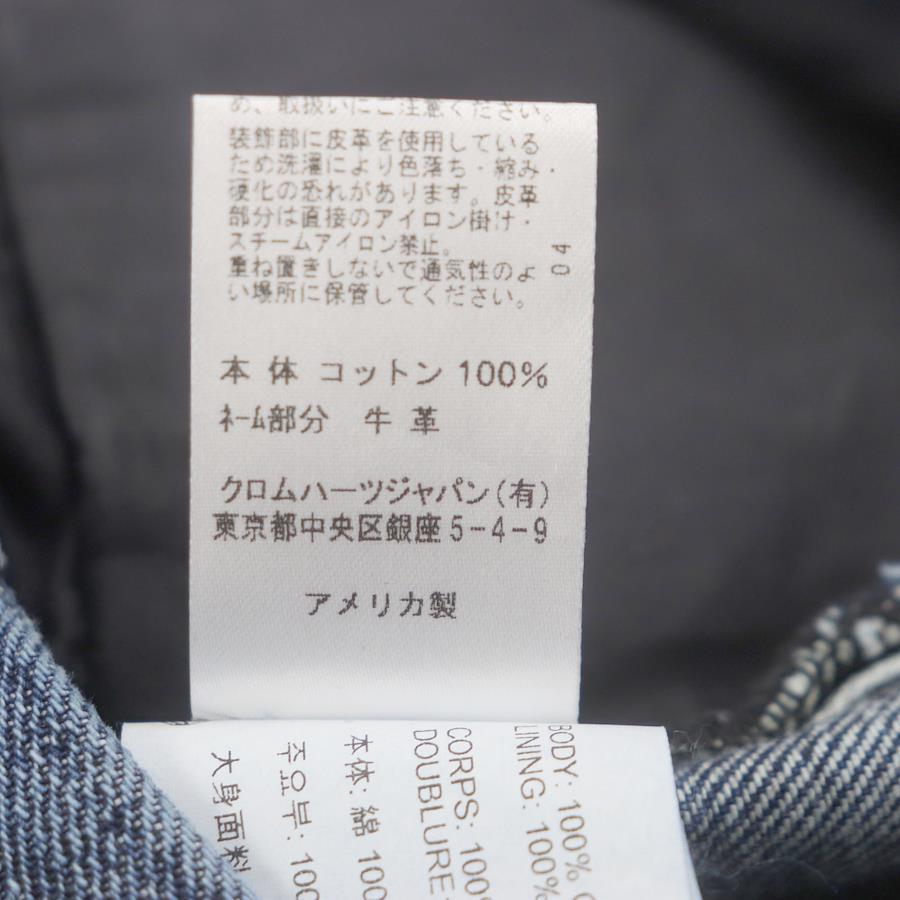 め、取扱いにご注意ください。
装飾部に皮革を使用している
ため洗濯により色落ち・縮み・
硬化の恐れがあります。皮革
部分は直接のアイロン掛け・
スチームアイロン禁止。
重ね置きしないで通気性のよ
い場所に保管してください。
04
本体 コットン 100%
ﾈｰﾑ部分 牛革
クロムハーツジャパン(有)
東京都中央区銀座5-4-9
アメリカ製
BODY: 100% C
LINING: 100%
CORPS: 100%
DOUBLURE
本体: 綿 100
주요부: 100
大身面料